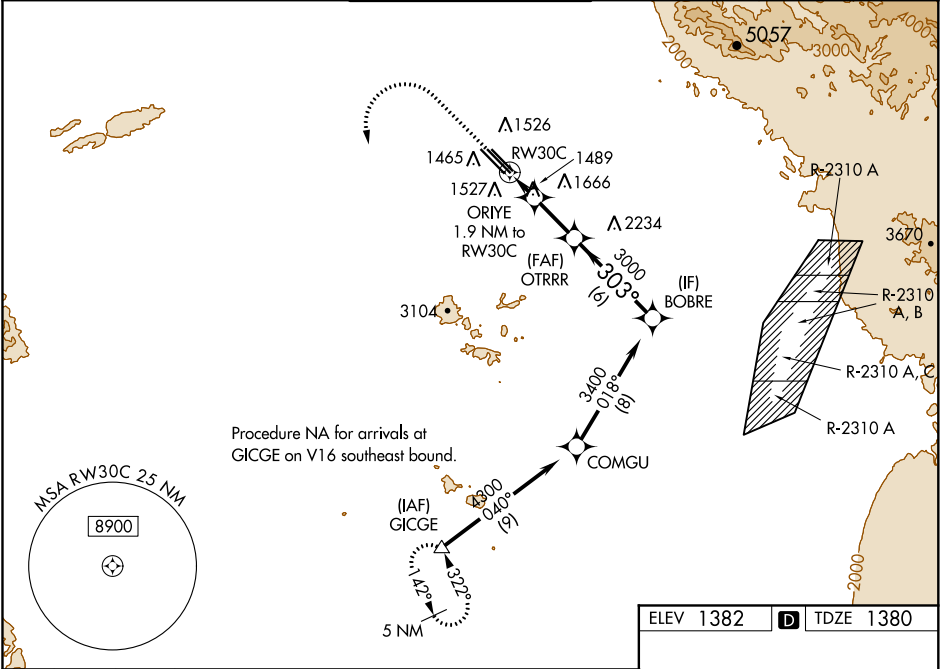 5057
2000
3000
4000
1526
RW30C
1465
1489
1527
1666
ORIYE
1.9 NM to
RW30C
2234
(FAF)
OTRRR
3000
303°
(6)
(IF)
BOBRE
R-2310 A
3670
R-2310
A, B
R-2310 A, C
R-2310 A
3104
3400
018°
(8)
Procedure NA for arrivals at
GICGE on V16 southeast bound.
COMGU
MSA RW30C 25 NM
8900
(IAF)
GICGE
4300
040°
(9)
142°
322°
5 NM
2000
ELEV 1382
D
TDZE 1380